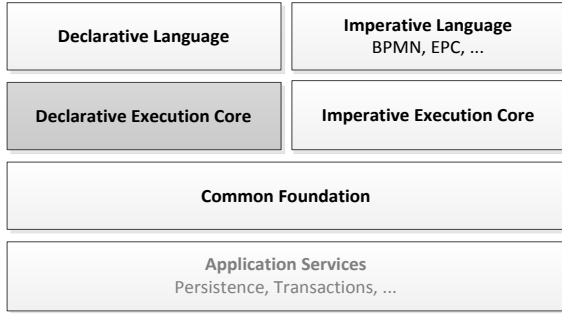 Declarative Language
Imperative Language
BPMN, EPC, ...
Declarative Execution Core
Imperative Execution Core
Common Foundation
Application Services
Persistence, Transactions, ...